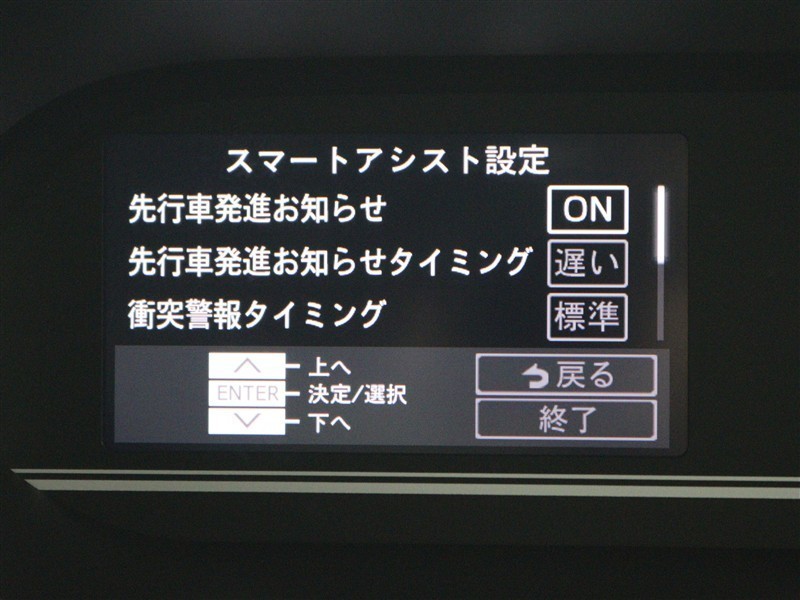 スマートアシスト設定
先行車発進お知らせ ON
先行車発進お知らせタイミング 遅い
衝突警報タイミング 標準
上へ
ENTER 決定/選択
下へ
戻る
終了